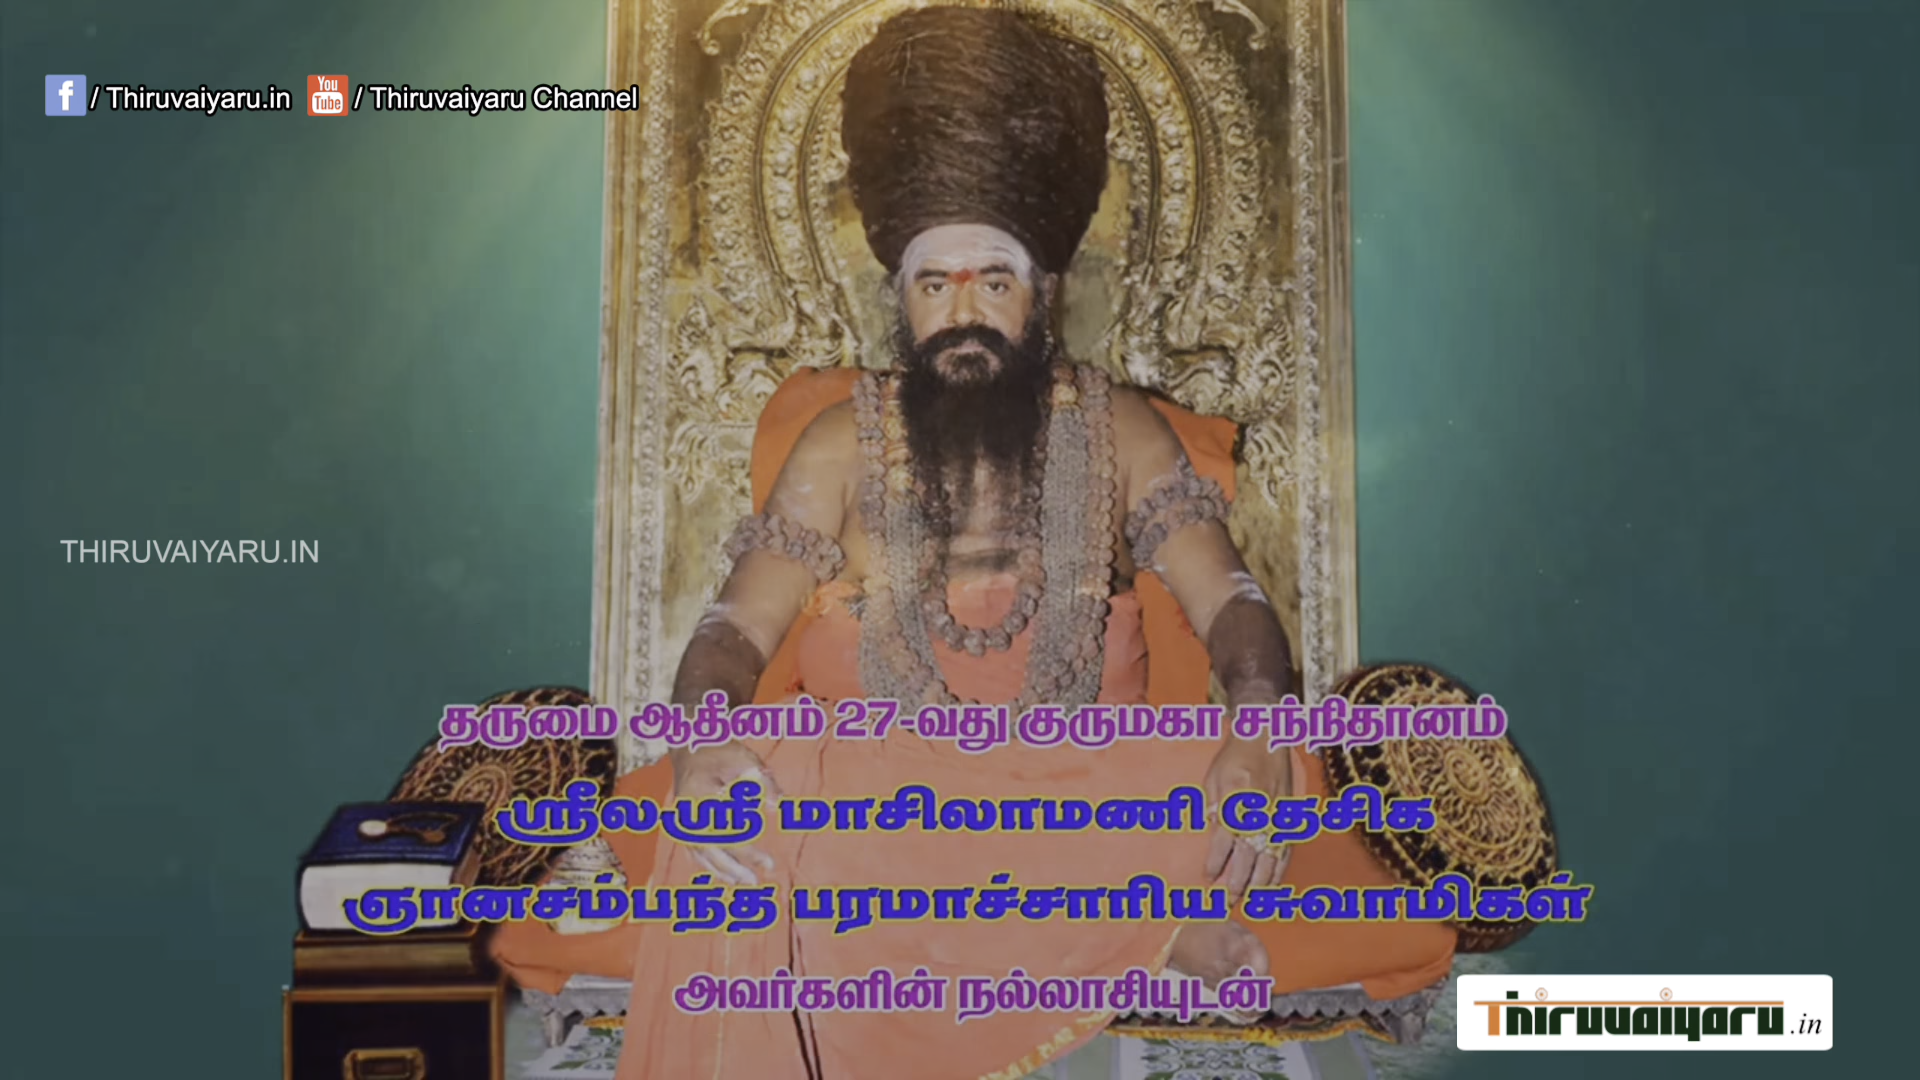 f / Thiruvaiyaru.in You Tube / Thiruvaiyaru Channel
THIRUVAIYARU.IN
தருமை ஆதீனம் 27-வது குருமகா சந்நிதானம்
ஸ்ரீலஸ்ரீ மாசிலாமணி தேசிக
ஞானசம்பந்த பரமாச்சாரிய சுவாமிகள்
அவர்களின் நல்லாசியுடன்
Thiruvaiyaru.in